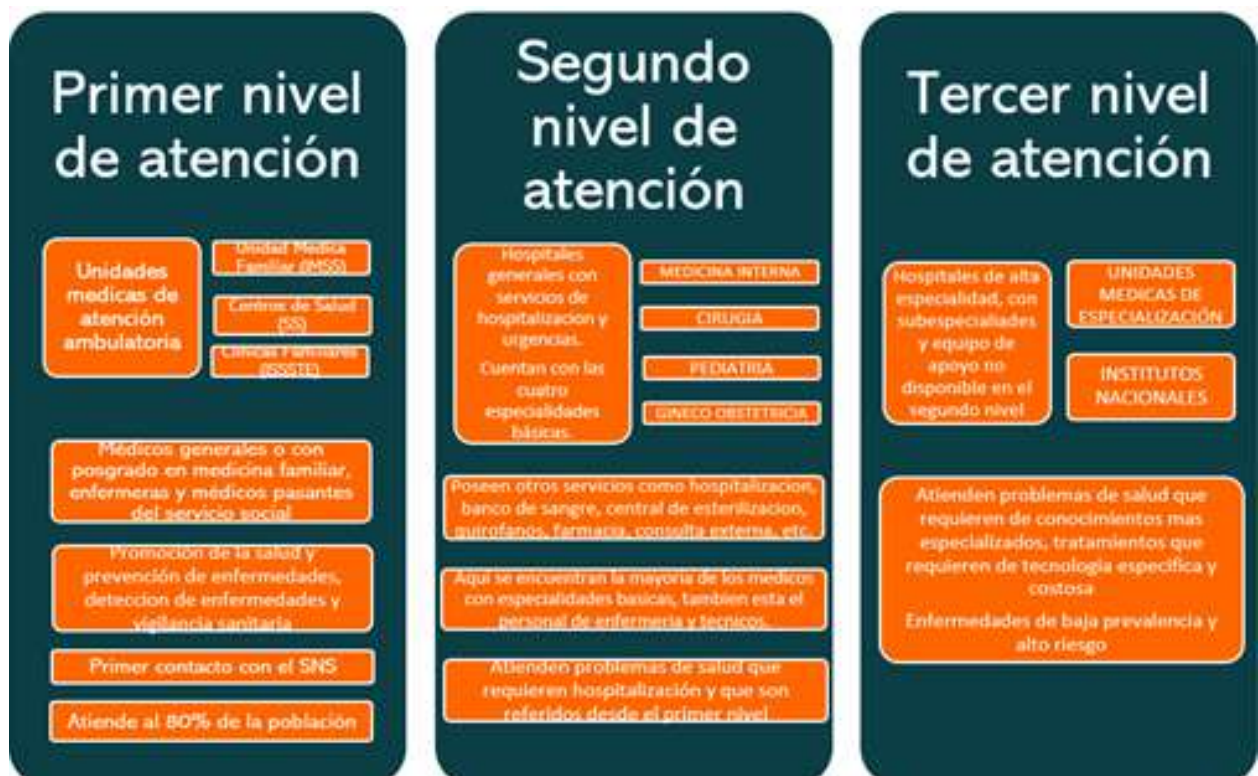 Primer nivel
de atención
Unidades
medicas de
atención
ambulatoria
Unidad Medica
Familiar (IMSS)
Centros de Salud
(SS)
Clinicas Familiares
(ISSSTE)
Médicos generales o con
posgrado en medicina familiar,
enfermeras y médicos pasantes
del servicio social
Promoción de la salud y
prevención de enfermedades,
deteccion de enfermedades y
vigilancia sanitaria
Primer contacto con el SNS
Atiende al 80% de la población
Segundo
nivel de
atención
Hospitales
generales con
servicios de
hospitalizacion y
urgencias.
Cuentan con las
cuatro
especialidades
básicas.
MEDICINA INTERNA
CIRUGIA
PEDIATRIA
GINECO OBSTETRICIA
Poseen otros servicios como hospitalizacion,
banco de sangre, central de esterilizacion,
quirofanos, farmacia, consulta externa, etc.
Aqui se encuentran la mayoria de los medicos
con especialidades basicas, tambien esta el
personal de enfermeria y tecnicos.
Atienden problemas de salud que
requieren hospitalización y que son
referidos desde el primer nivel
Tercer nivel
de atención
Hospitales de alta
especialidad, con
subespecialiades
y equipo de
apoyo no
disponible en el
segundo nivel
UNIDADES
MEDICAS DE
ESPECIALIZACIÓN
INSTITUTOS
NACIONALES
Atienden problemas de salud que
requieren de conocimientos mas
especializados, tratamientos que
requieren de tecnología específica y
costosa
Enfermedades de baja prevalencia y
alto riesgo